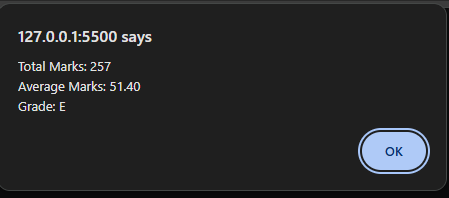 127.0.0.1:5500 says
Total Marks: 257
Average Marks: 51.40
Grade: E
OK